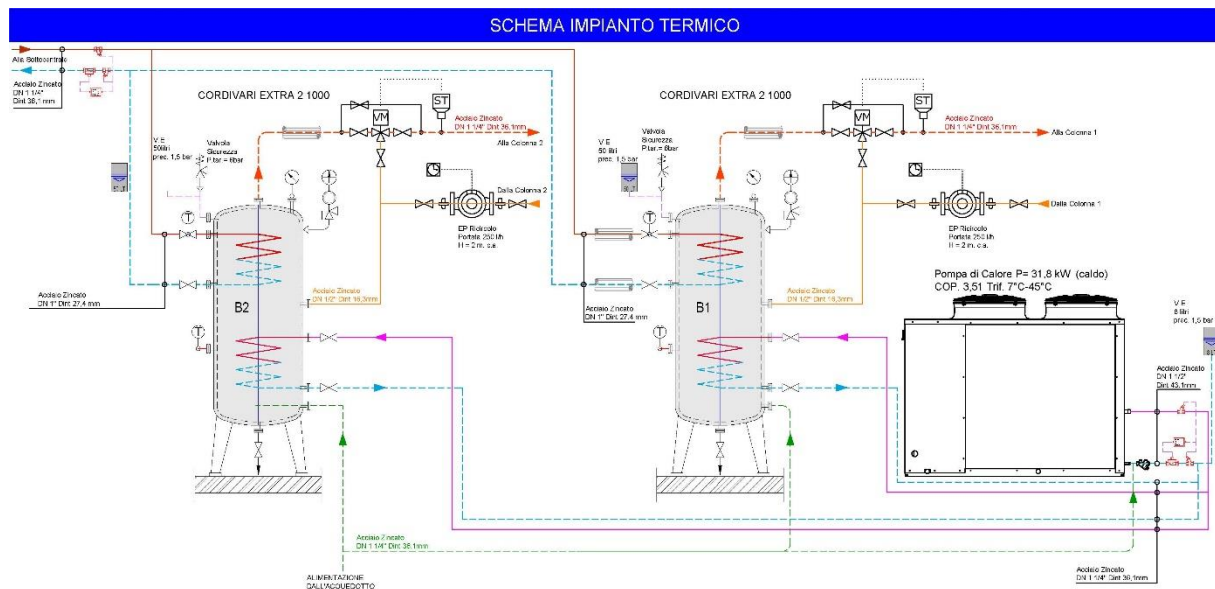 SCHEMA IMPIANTO TERMICO
Alla Sottocentrale
Acciaio Zincato
DN 1 1/4"
Dint 36,1 mm
CORDIVARI EXTRA 2 1000
ST
VM
Acciaio Zincato
DN 1 1/4" Dint 36,1mm
Alla Colonna 2
V E
50litri
prec. 1,5 bar
Valvola
Sicurezza
P.tar.= 6bar
Dalla Colonna 2
EP Ricircolo
Portata 250 l/h
H = 2 m. c.a.
T
Acciaio Zincato
DN 1" Dint 27,4 mm
B2
Acciaio Zincato
DN 1/2" Dint 16,3mm
T
CORDIVARI EXTRA 2 1000
ST
VM
Acciaio Zincato
DN 1 1/4" Dint 36,1mm
Alla Colonna 1
V E
50 litri
prec. 1,5 bar
Valvola
Sicurezza
P.tar.= 6bar
Dalla Colonna 1
EP Ricircolo
Portata 250 l/h
H = 2 m. c.a.
T
Acciaio Zincato
DN 1" Dint 27,4 mm
B1
Acciaio Zincato
DN 1/2" Dint 16,3mm
T
Pompa di Calore P= 31,8 kW (caldo)
COP. 3,51 Trif. 7°C-45°C
V E
8 litri
prec. 1,5 bar
Acciaio Zincato
DN 1 1/2"
Dint 43,1mm
Acciaio Zincato
DN 1 1/4" Dint 36,1mm
Acciaio Zincato
DN 1 1/4" Dint 36,1mm
ALIMENTAZIONE
DALL'ACQUEDOTTO